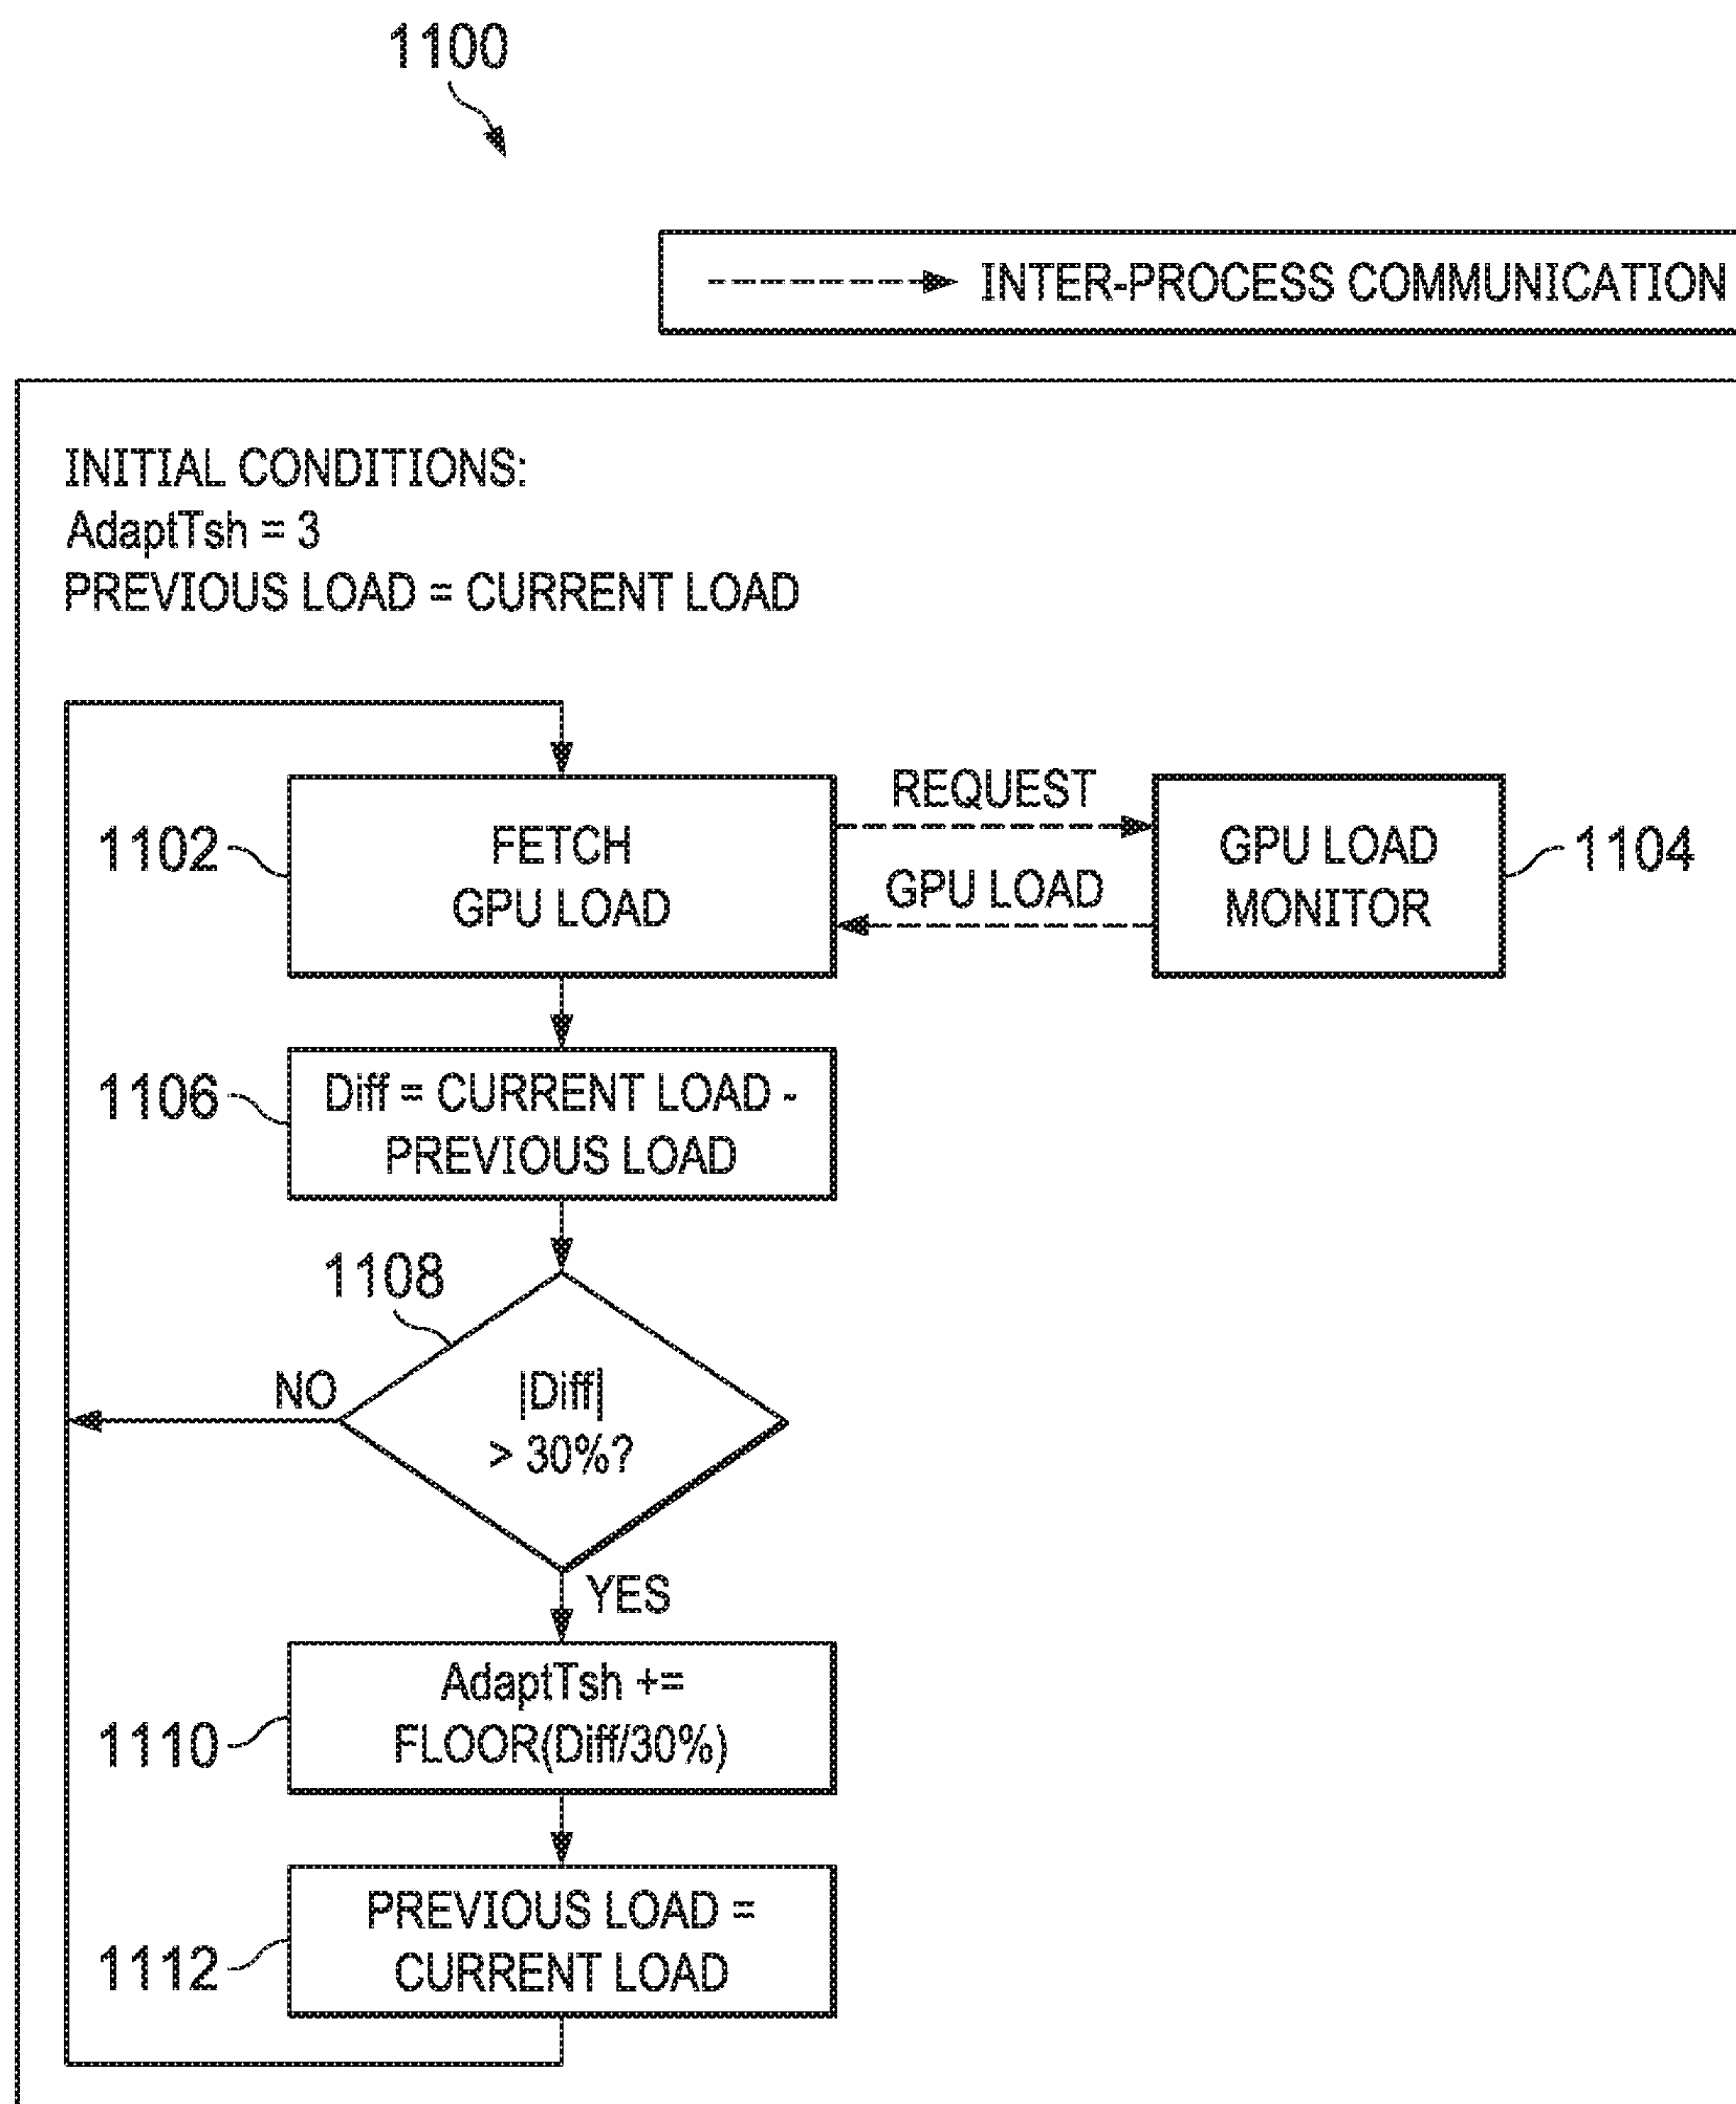 1100
INTER-PROCESS COMMUNICATION
INITIAL CONDITIONS:
AdaptTsh = 3
PREVIOUS LOAD = CURRENT LOAD
1102
FETCH
GPU LOAD
REQUEST
GPU LOAD
GPU LOAD
MONITOR
1104
1106
Diff = CURRENT LOAD -
PREVIOUS LOAD
1108
NO
|Diff|
> 30%?
YES
1110
AdaptTsh +=
FLOOR(Diff/30%)
1112
PREVIOUS LOAD =
CURRENT LOAD